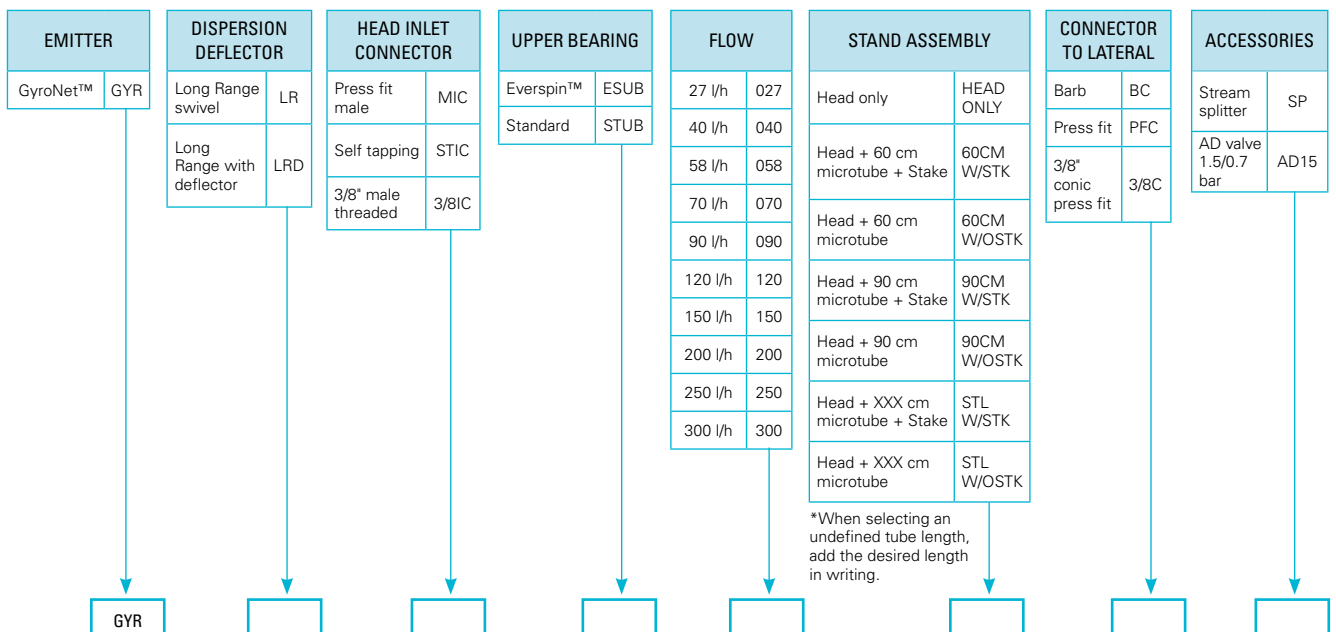 EMITTER
GyroNet™ GYR
DISPERSION
DEFLECTOR
Long Range
swivel
LR
Long
Range with
deflector
LRD
HEAD INLET
CONNECTOR
Press fit
male
MIC
Self tapping STIC
3/8" male
threaded
3/8IC
UPPER BEARING
Everspin™ ESUB
Standard STUB
FLOW
27 l/h 027
40 l/h 040
58 l/h 058
70 l/h 070
90 l/h 090
120 l/h 120
150 l/h 150
200 l/h 200
250 l/h 250
300 l/h 300
STAND ASSEMBLY
Head only
HEAD
ONLY
Head + 60 cm
microtube + Stake
60CM
W/STK
Head + 60 cm
microtube
60CM
W/OSTK
Head + 90 cm
microtube + Stake
90CM
W/STK
Head + 90 cm
microtube
90CM
W/OSTK
Head + XXX cm
microtube + Stake
STL
W/STK
Head + XXX cm
microtube
STL
W/OSTK
*When selecting an
undefined tube length,
add the desired length
in writing.
CONNECTOR
TO LATERAL
Barb BC
Press fit PFC
3/8"
conic
press fit
3/8C
ACCESSORIES
Stream
splitter
SP
AD valve
1.5/0.7
bar
AD15
GYR